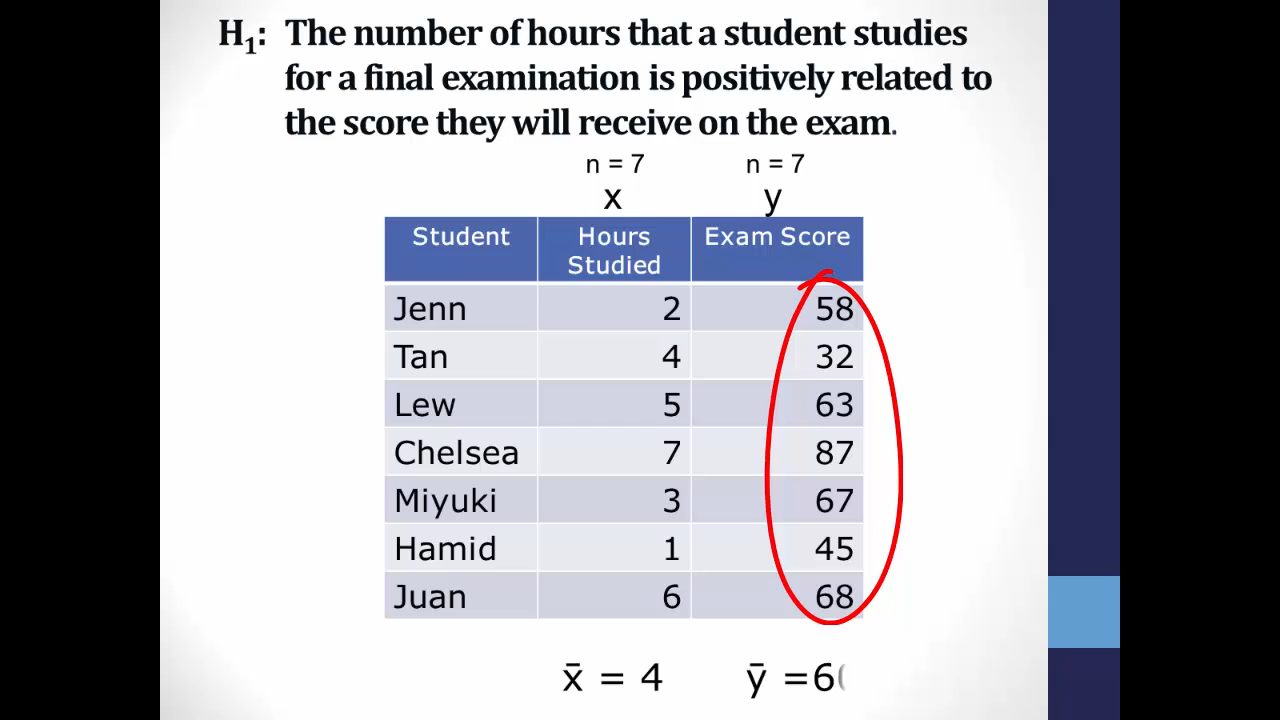 H1: The number of hours that a student studies
for a final examination is positively related to
the score they will receive on the exam.
n = 7 n = 7
x y
Student Hours Studied Exam Score
Jenn 2 58
Tan 4 32
Lew 5 63
Chelsea 7 87
Miyuki 3 67
Hamid 1 45
Juan 6 68
x̄ = 4 ȳ =6